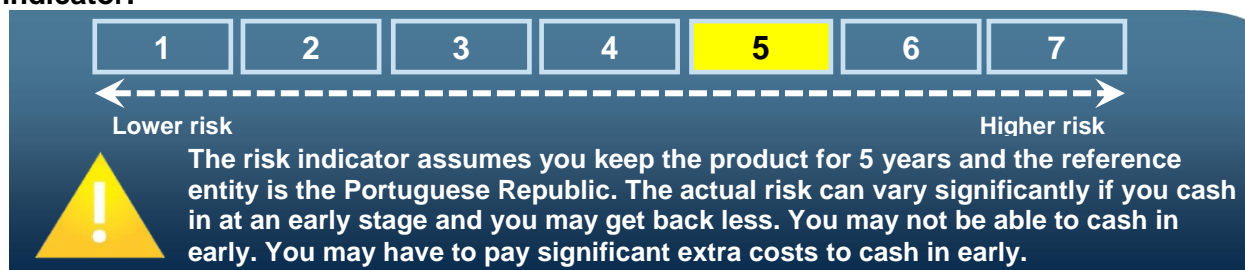 indicator:
1 2 3 4 5 6 7
Lower risk Higher risk
The risk indicator assumes you keep the product for 5 years and the reference
entity is the Portuguese Republic. The actual risk can vary significantly if you cash
in at an early stage and you may get back less. You may not be able to cash in
early. You may have to pay significant extra costs to cash in early.